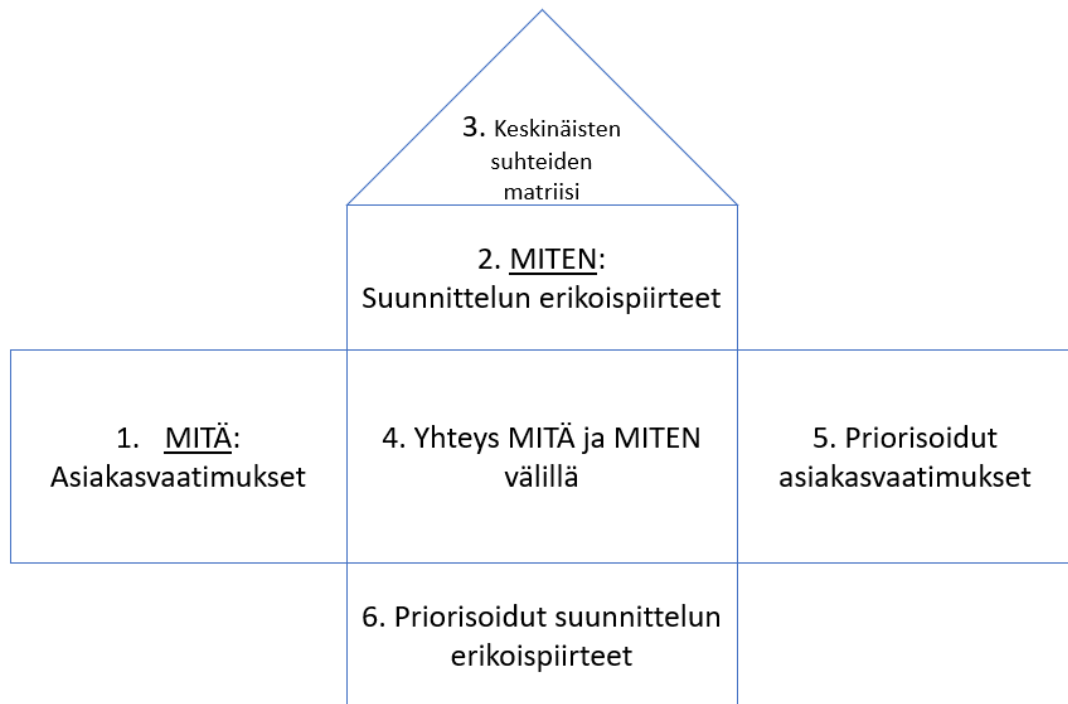 3. Keskinäisten
suhteiden
matriisi
2. MITEN:
Suunnittelun erikoispiirteet
1. MITÄ:
Asiakasvaatimukset
4. Yhteys MITÄ ja MITEN
välillä
5. Priorisoidut
asiakasvaatimukset
6. Priorisoidut suunnittelun
erikoispiirteet